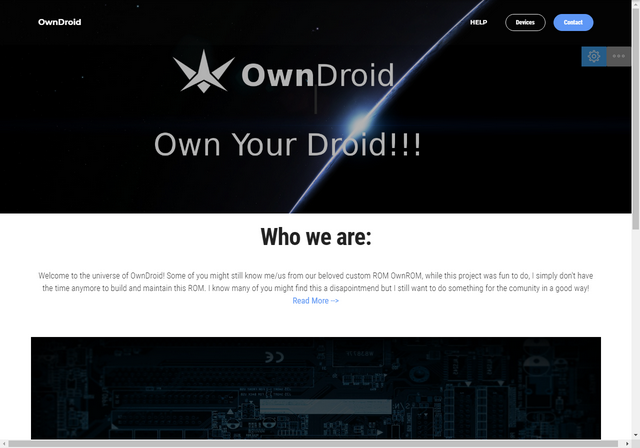 OwnDroid
HELP
Devices
Contact
OwnDroid
Own Your Droid!!!
Who we are:
Welcome to the universe of OwnDroid! Some of you might still know me/us from our beloved custom ROM OwnROM, while this project was fun to do, I simply don't have
the time anymore to build and maintain this ROM. I know many of you might find this a disapointmend but I still want to do something for the comunity in a good way!
Read More -->